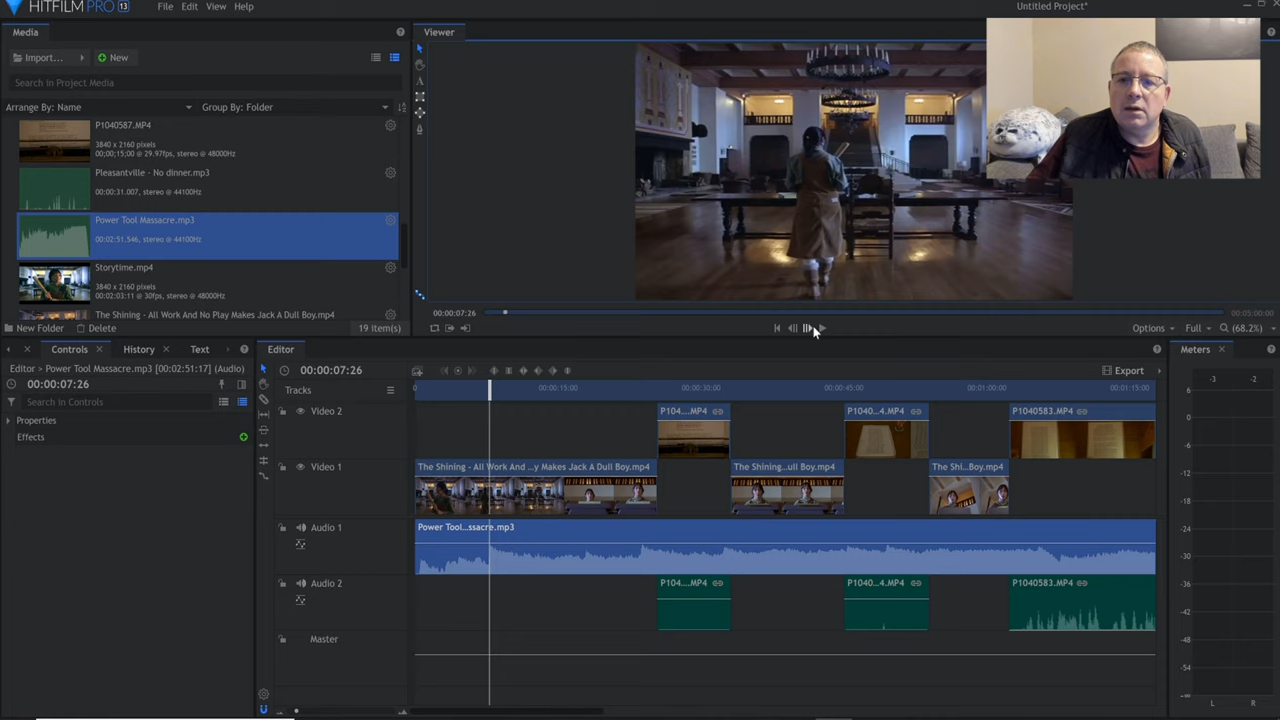 HITFILM PRO 13 File Edit View Help Untitled Project*
Media
Import... New
Search in Project Media
Arrange By: Name Group By: Folder
P1040587.MP4
3840 x 2160 pixels
00:00;15;00 @ 29.97fps, stereo @ 48000Hz
Pleasantville - No dinner.mp3
00:00:31.007, stereo @ 44100Hz
Power Tool Massacre.mp3
00:02:51.546, stereo @ 44100Hz
Storytime.mp4
3840 x 2160 pixels
00:02:03:11 @ 30fps, stereo @ 48000Hz
The Shining - All Work And No Play Makes Jack A Dull Boy.mp4
New Folder Delete 19 Item(s)
Viewer
00:00:07:26 00:05:00:00
Options Full (68.2%)
Controls History Text
Editor > Power Tool Massacre.mp3 [00:02:51:17] (Audio)
00:00:07:26
Search in Controls
Properties
Effects
Editor
00:00:07:26 Export
Tracks 0 00:00:15:00 00:00:30:00 00:00:45:00 00:01:00:00 00:01:15:00
Video 2 P104....MP4 P1040...4.MP4 P1040583.MP4
Video 1 The Shining - All Work And ...y Makes Jack A Dull Boy.mp4 The Shining...ull Boy.mp4 The Shi...Boy.mp4
Audio 1 Power Tool...ssacre.mp3
Audio 2 P104....MP4 P1040...4.MP4 P1040583.MP4
Master
Meters
-3 -2
6
0
-6
-12
-18
-24
-30
-36
-42
-48
-54
L R